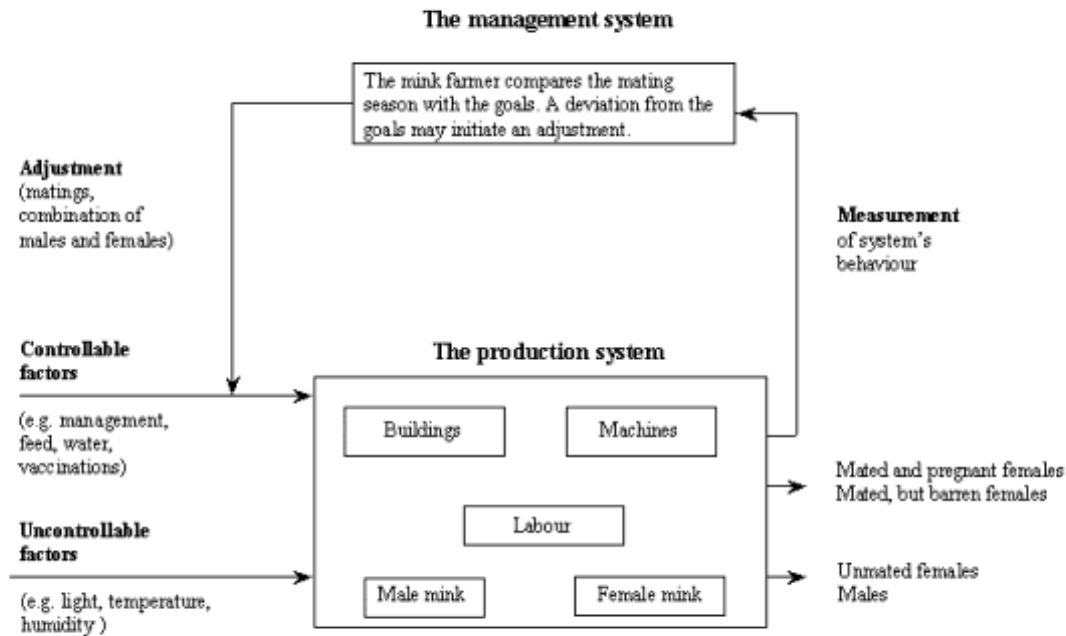 The management system
The mink farmer compares the mating
season with the goals. A deviation from the
goals may initiate an adjustment.
Adjustment
(matings,
combination of
males and females)
Measurement
of system's
behaviour
Controllable
factors
(e.g. management,
feed, water,
vaccinations)
The production system
Buildings
Machines
Labour
Male mink
Female mink
Mated and pregnant females
Mated, but barren females
Uncontrollable
factors
(e.g. light, temperature,
humidity )
Unmated females
Males